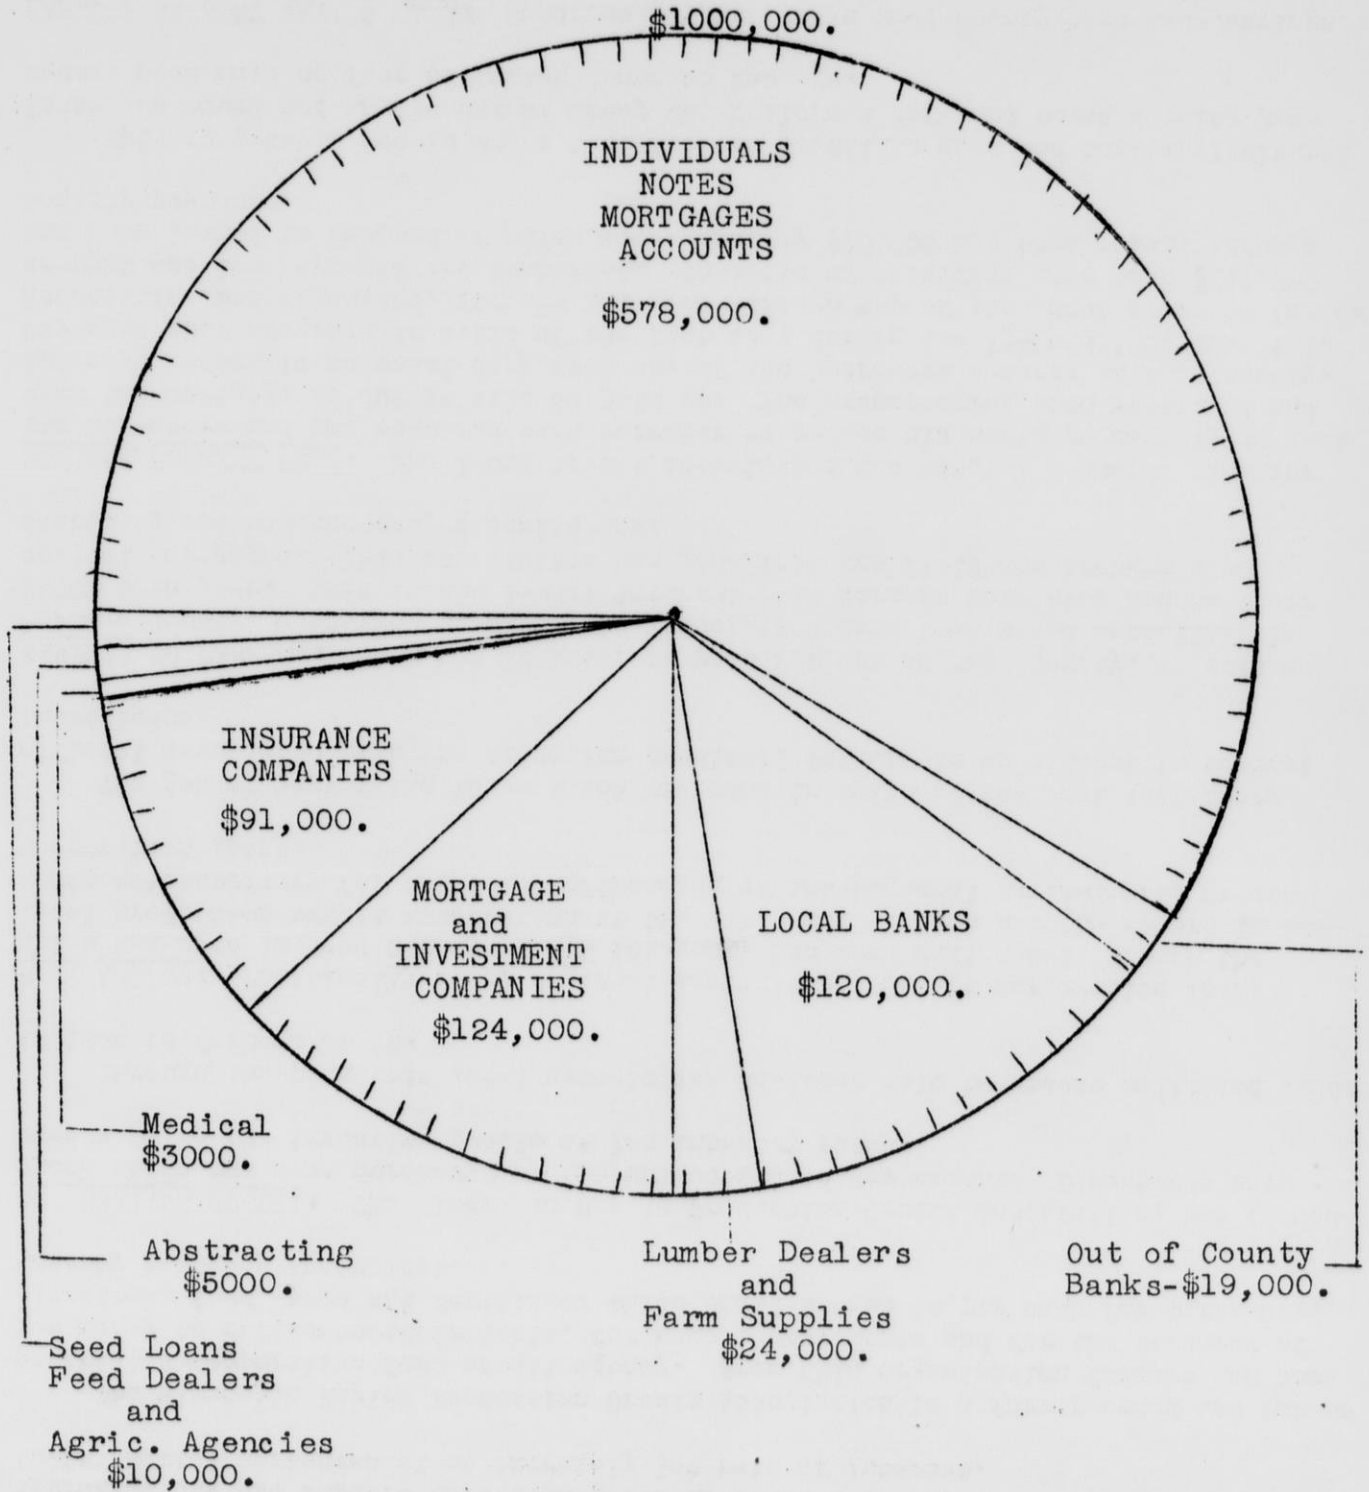 $1000,000.
INDIVIDUALS
NOTES
MORTGAGES
ACCOUNTS
$578,000.
INSURANCE
COMPANIES
$91,000.
MORTGAGE
and
INVESTMENT
COMPANIES
$124,000.
LOCAL BANKS
$120,000.
Medical
$3000.
Abstracting
$5000.
Seed Loans
Feed Dealers
and
Agric. Agencies
$10,000.
Lumber Dealers
and
Farm Supplies
$24,000.
Out of County
Banks-$19,000.